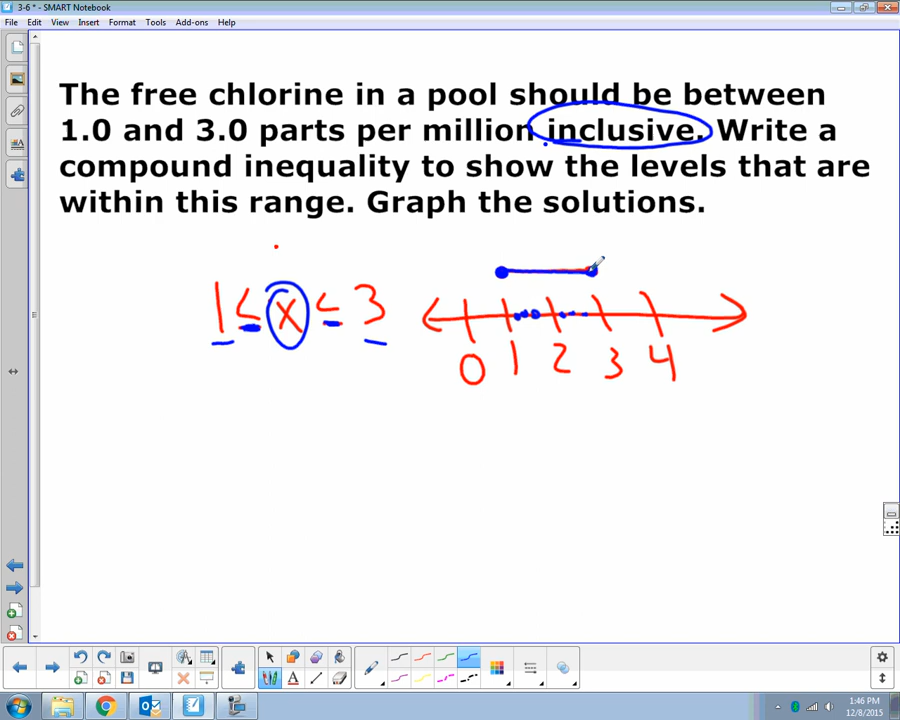 3-6 * - SMART Notebook
File Edit View Insert Format Tools Add-ons Help
The free chlorine in a pool should be between
1.0 and 3.0 parts per million inclusive. Write a
compound inequality to show the levels that are
within this range. Graph the solutions.
1 ≤ x ≤ 3
0 1 2 3 4
1:46 PM
12/8/2015